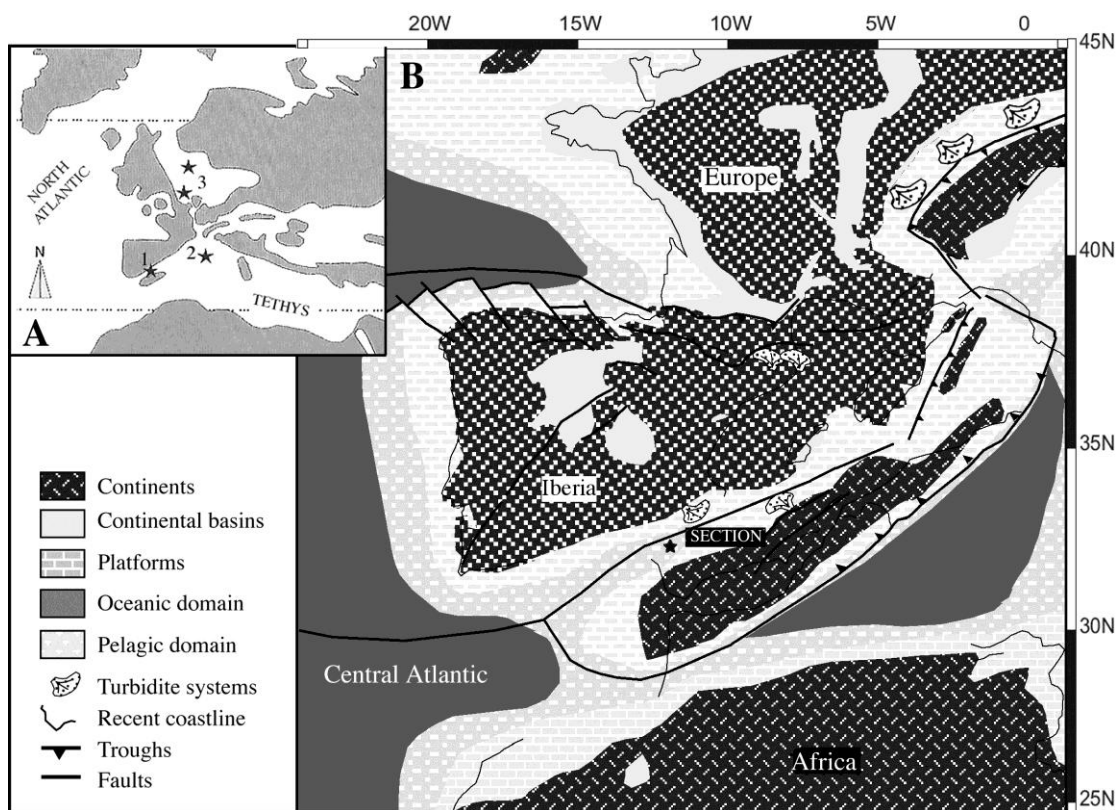 20W 15W 10W 5W 0
45N
40N
35N
30N
25N
A
NORTH
ATLANTIC
N
TETHYS
1
2
3
B
Europe
Iberia
SECTION
Central Atlantic
Africa
Continents
Continental basins
Platforms
Oceanic domain
Pelagic domain
Turbidite systems
Recent coastline
Troughs
Faults